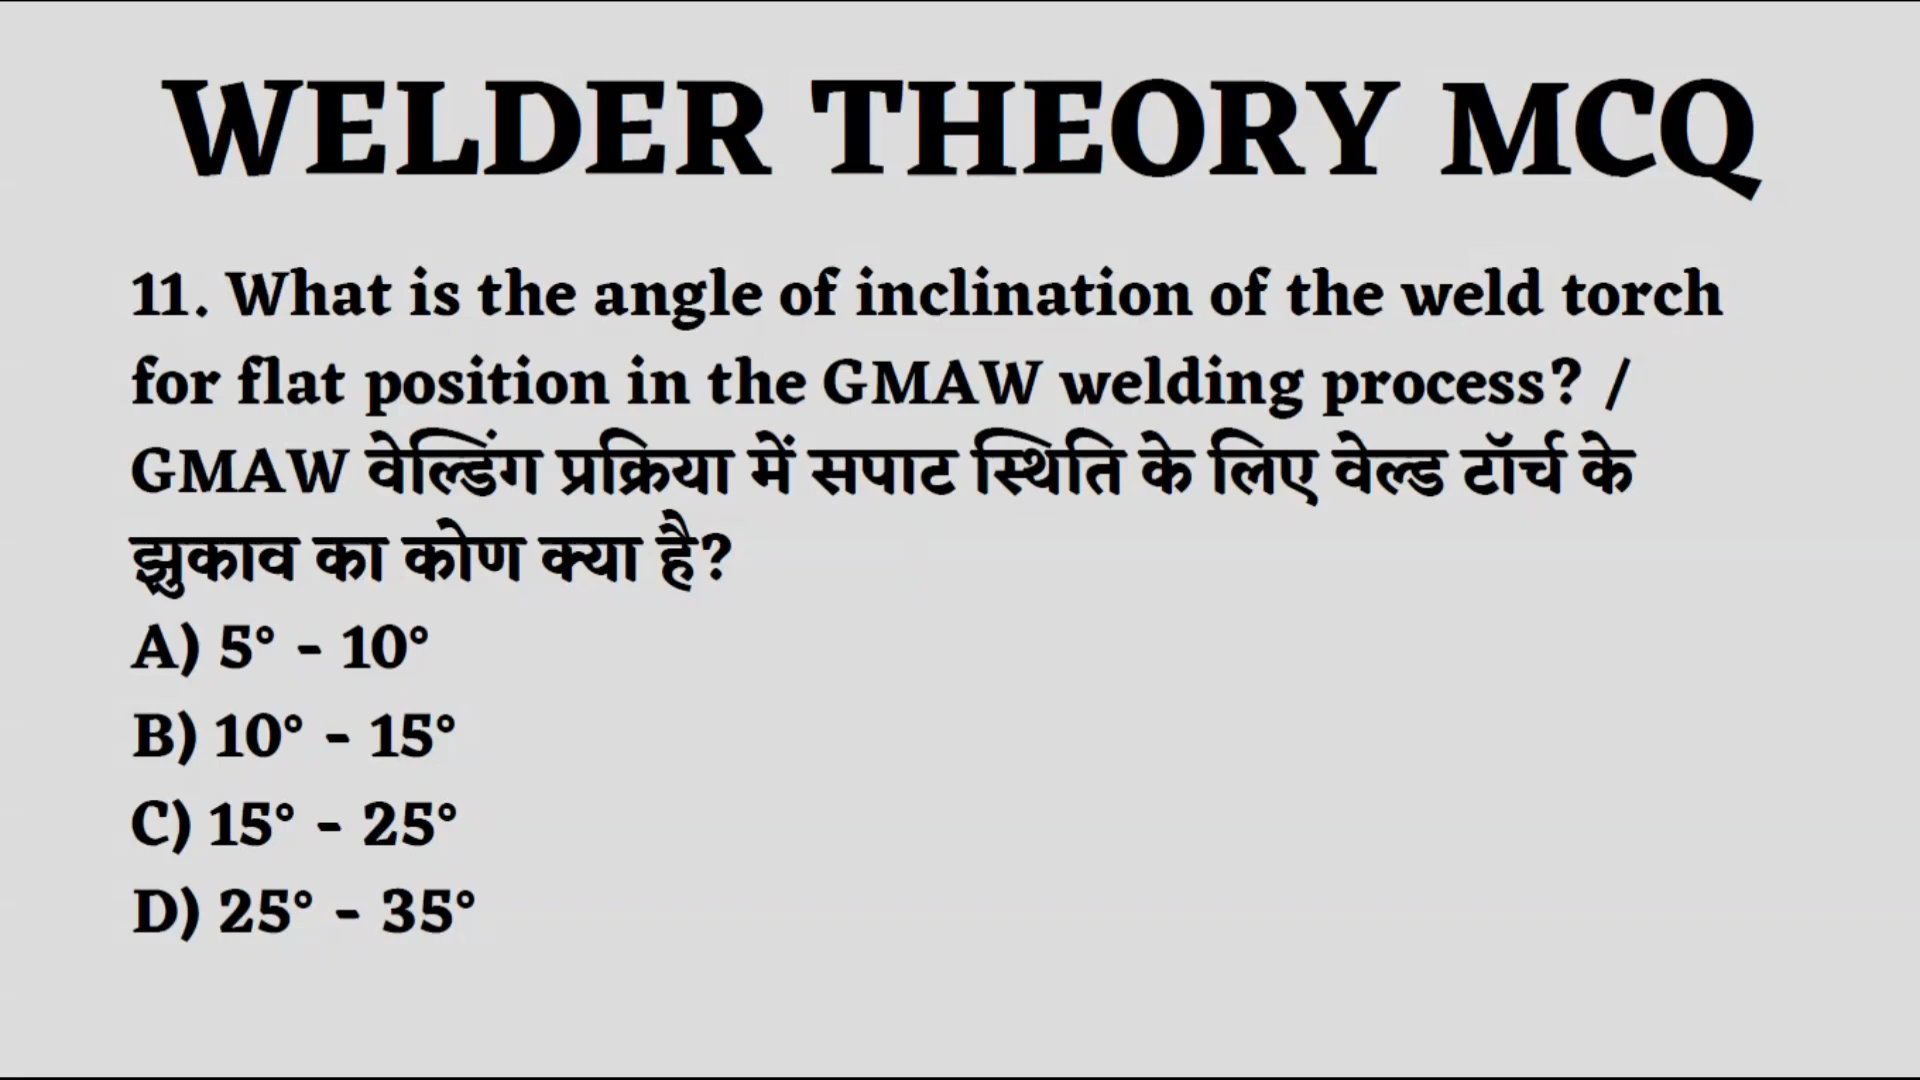 WELDER THEORY MCQ
11. What is the angle of inclination of the weld torch
for flat position in the GMAW welding process? /
GMAW वेल्डिंग प्रक्रिया में सपाट स्थिति के लिए वेल्ड टॉर्च के
झुकाव का कोण क्या है?
A) 5° - 10°
B) 10° - 15°
C) 15° - 25°
D) 25° - 35°